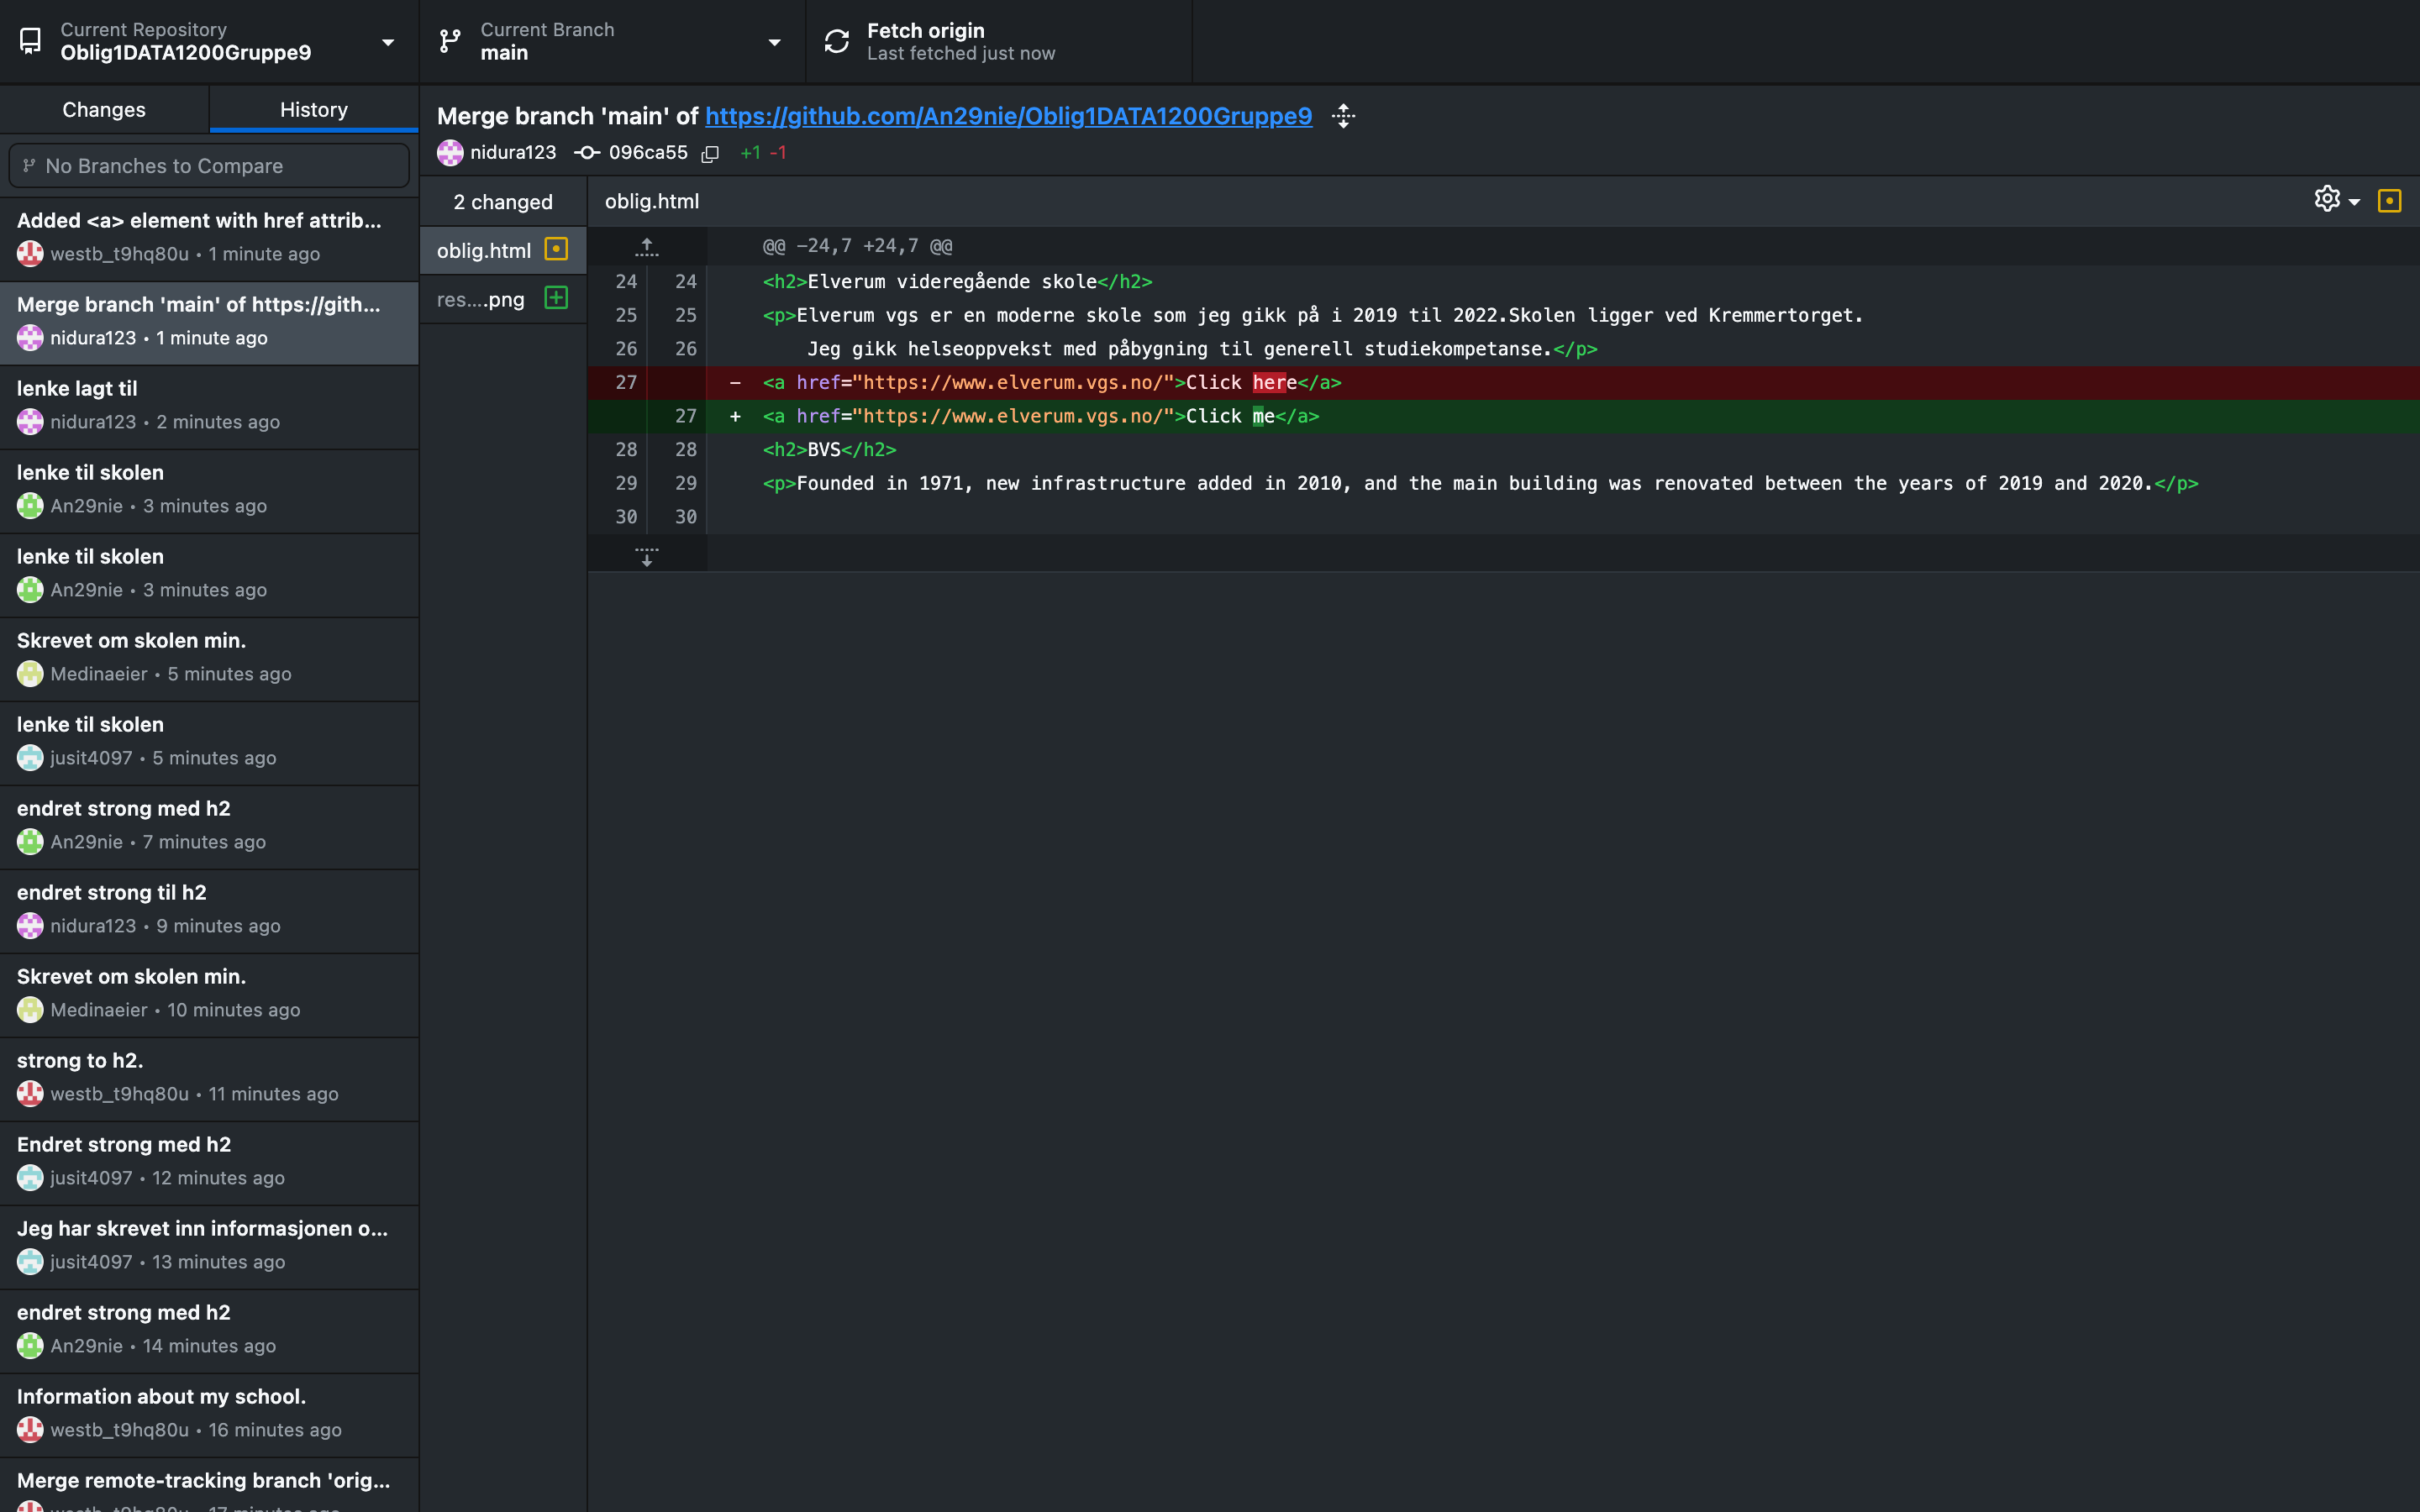 Current Repository
Oblig1DATA1200Gruppe9
Current Branch
main
Fetch origin
Last fetched just now
Changes
History
No Branches to Compare
Added <a> element with href attrib...
westb_t9hq80u • 1 minute ago
Merge branch 'main' of https://gith...
nidura123 • 1 minute ago
lenke lagt til
nidura123 • 2 minutes ago
lenke til skolen
An29nie • 3 minutes ago
lenke til skolen
An29nie • 3 minutes ago
Skrevet om skolen min.
Medinaeier • 5 minutes ago
lenke til skolen
jusit4097 • 5 minutes ago
endret strong med h2
An29nie • 7 minutes ago
endret strong til h2
nidura123 • 9 minutes ago
Skrevet om skolen min.
Medinaeier • 10 minutes ago
strong to h2.
westb_t9hq80u • 11 minutes ago
Endret strong med h2
jusit4097 • 12 minutes ago
Jeg har skrevet inn informasjonen o...
jusit4097 • 13 minutes ago
endret strong med h2
An29nie • 14 minutes ago
Information about my school.
westb_t9hq80u • 16 minutes ago
Merge remote-tracking branch 'orig...
westb_t9hq80u • 17 minutes ago
Merge branch 'main' of https://github.com/An29nie/Oblig1DATA1200Gruppe9
nidura123 096ca55 +1 -1
2 changed
oblig.html
res....png
oblig.html
@@ -24,7 +24,7 @@
24 24 <h2>Elverum videregående skole</h2>
25 25 <p>Elverum vgs er en moderne skole som jeg gikk på i 2019 til 2022.Skolen ligger ved Kremmertorget.
26 26 Jeg gikk helseoppvekst med påbygning til generell studiekompetanse.</p>
27 - <a href="https://www.elverum.vgs.no/">Click here</a>
27 + <a href="https://www.elverum.vgs.no/">Click me</a>
28 28 <h2>BVS</h2>
29 29 <p>Founded in 1971, new infrastructure added in 2010, and the main building was renovated between the years of 2019 and 2020.</p>
30 30